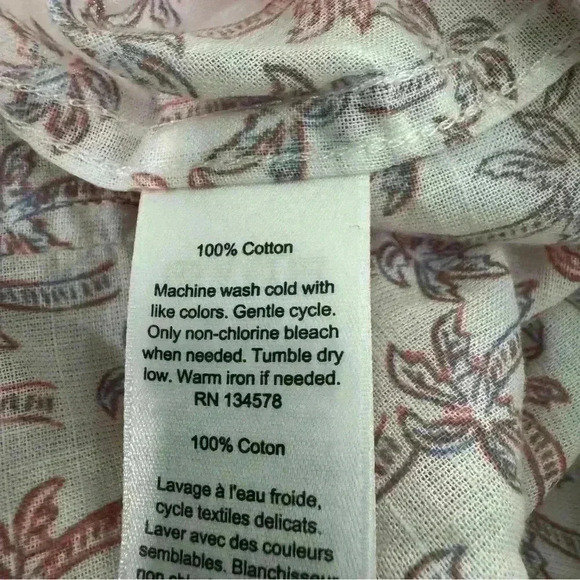 100% Cotton
Machine wash cold with
like colors. Gentle cycle.
Only non-chlorine bleach
when needed. Tumble dry
low. Warm iron if needed.
RN 134578
100% Coton
Lavage à l'eau froide,
cycle textiles delicats.
Laver avec des couleurs
semblables. Blanchisseur
non